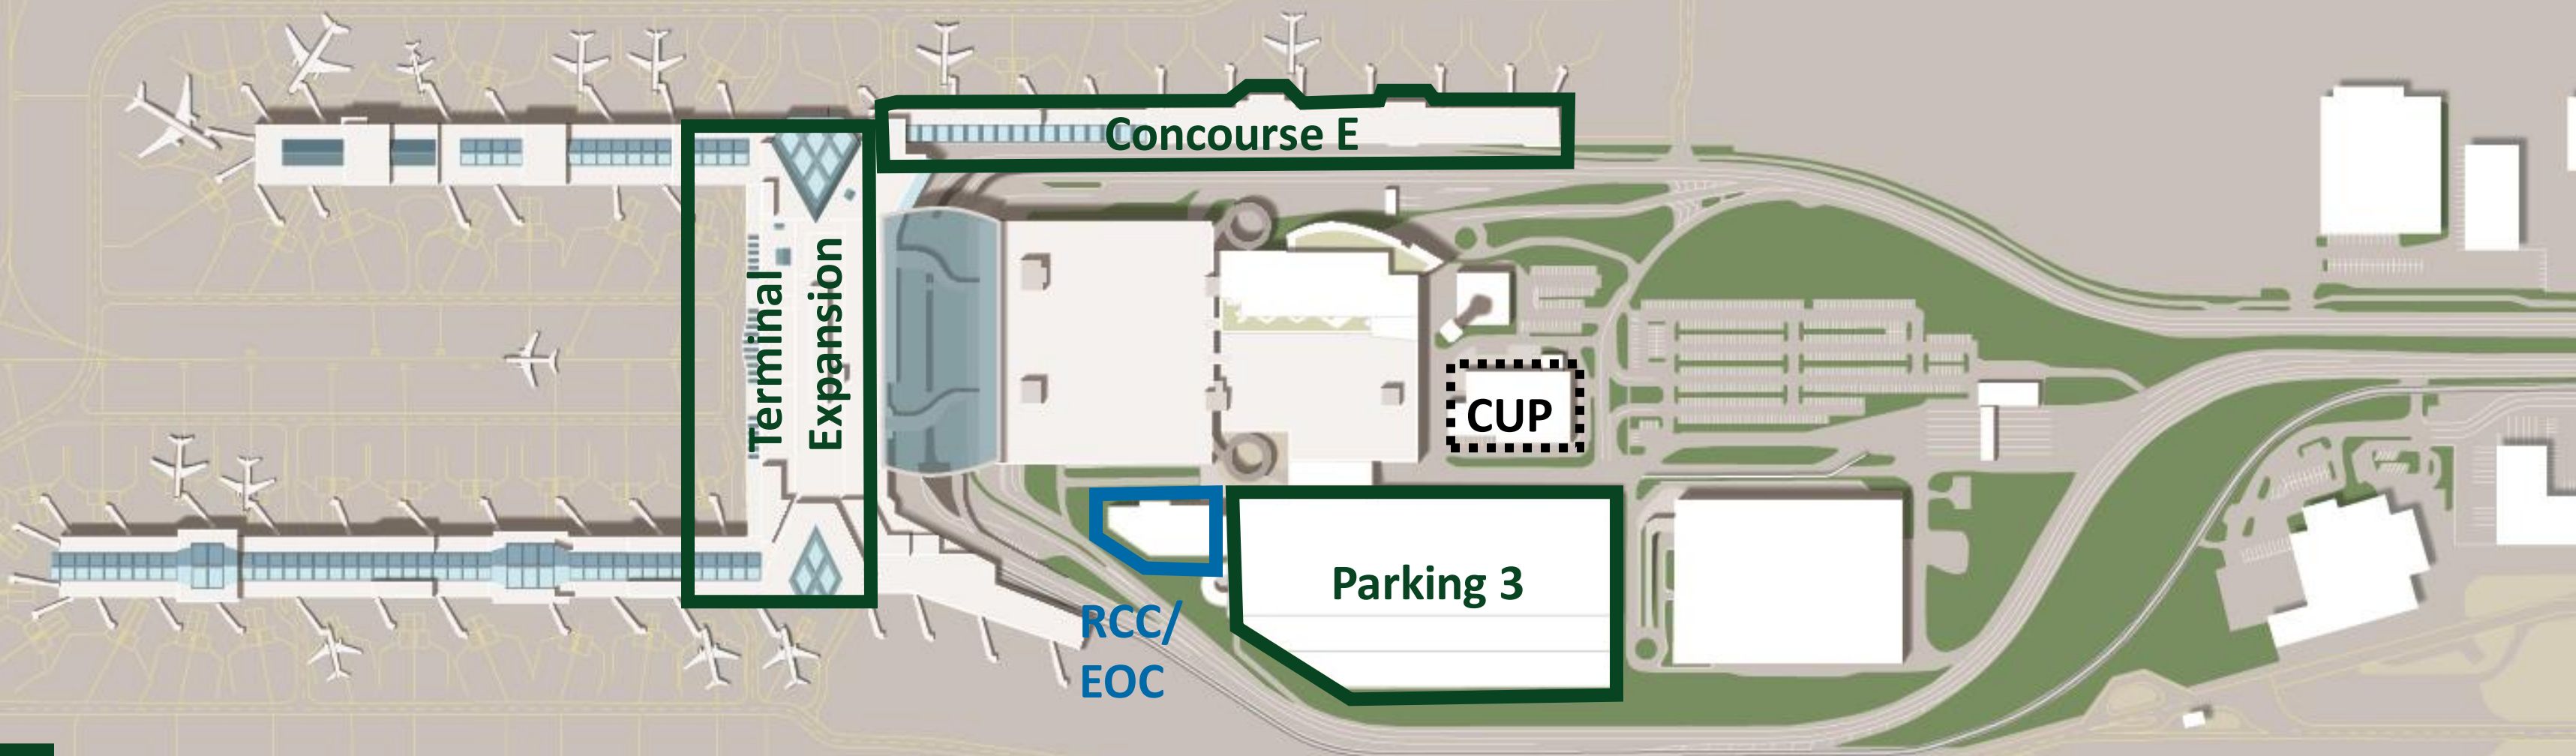 Concourse E
Terminal
Expansion
CUP
Parking 3
RCC/
EOC